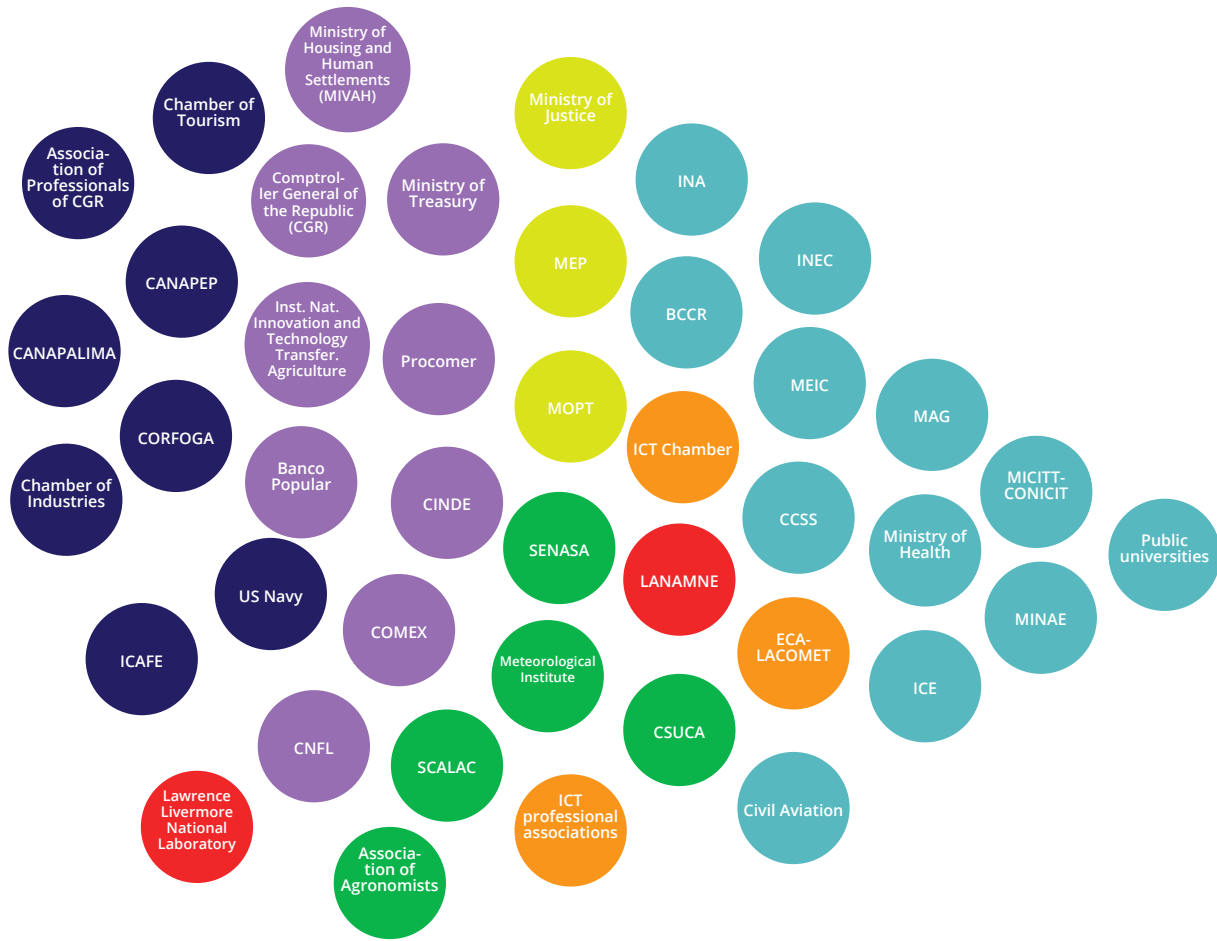 Ministry of
Housing and
Human
Settlements
(MIVAH)
Chamber of
Tourism
Ministry of
Justice
Associa-
tion of
Professionals
of CGR
Comptrol-
ler General of
the Republic
(CGR)
Ministry of
Treasury
INA
CANAPEP
MEP
INEC
BCCR
CANAPALIMA
Inst. Nat.
Innovation and
Technology
Transfer.
Agriculture
Procomer
MEIC
MOPT
MAG
CORFOGA
ICT Chamber
Chamber of
Industries
Banco
Popular
CINDE
CCSS
MICITT-
CONICIT
SENASA
Ministry of
Health
Public
universities
US Navy
LANAMNE
MINAE
ICAFE
COMEX
Meteorological
Institute
ECA-
LACOMET
ICE
CNFL
SCALAC
CSUCA
Civil Aviation
Lawrence
Livermore
National
Laboratory
ICT
professional
associations
Associa-
tion of
Agronomists